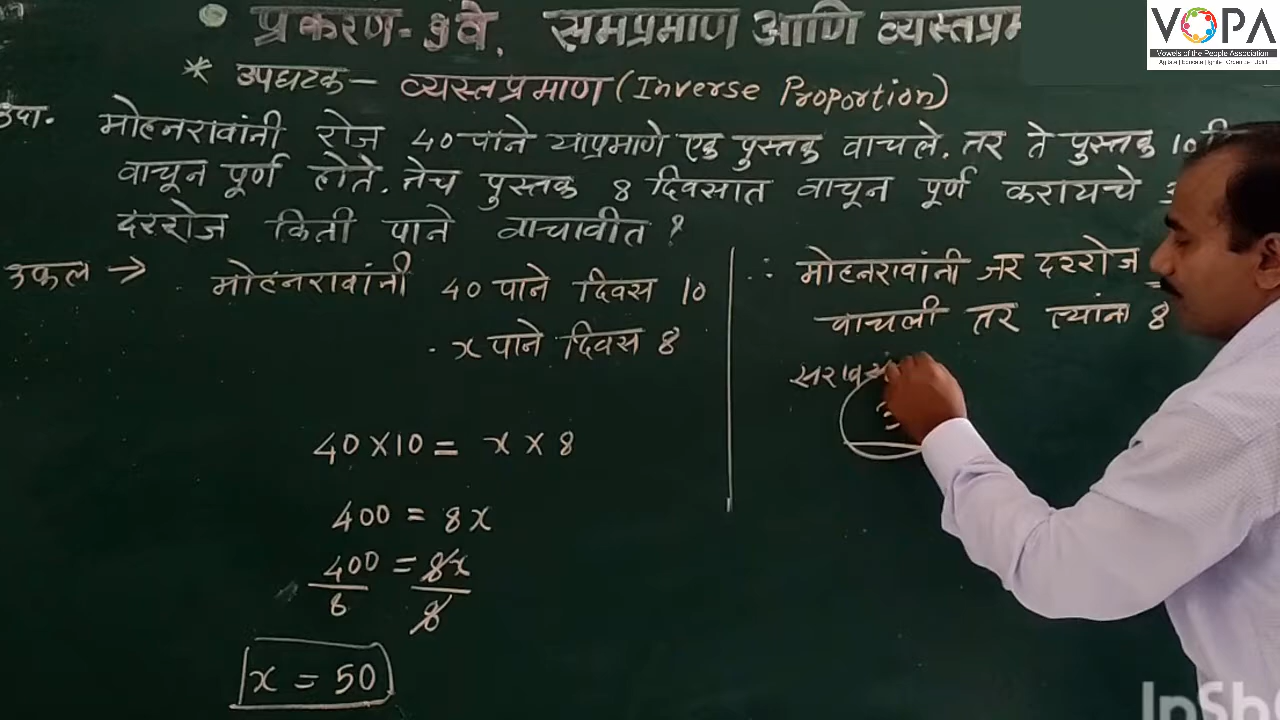 प्रकरण- 9वे. समप्रमाण आणि व्यस्तप्रम
VOPA
Vowels of the People Association
* उपघटक – व्यस्तप्रमाण (Inverse Proportion)
उदा. मोहनरावांनी रोज 40 पाने याप्रमाणे एक पुस्तक वाचले. तर ते पुस्तक 10
वाचून पूर्ण होते. तेच पुस्तक 8 दिवसात वाचून पूर्ण करायचे
दररोज किती पाने वाचावीत ?
उकल → मोहनरावांनी 40 पाने दिवस 10
x पाने दिवस 8
40 × 10 = x × 8
400 = 8x
400/8 = 8x/8
x = 50
∴ मोहनरावांनी जर दररोज
वाचली तर त्यांना 8
InSh